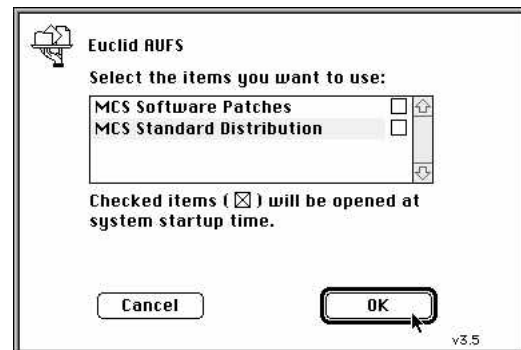 Euclid AUFS
Select the items you want to use:
MCS Software Patches
MCS Standard Distribution
Checked items ( ☒ ) will be opened at
system startup time.
Cancel OK
v3.5